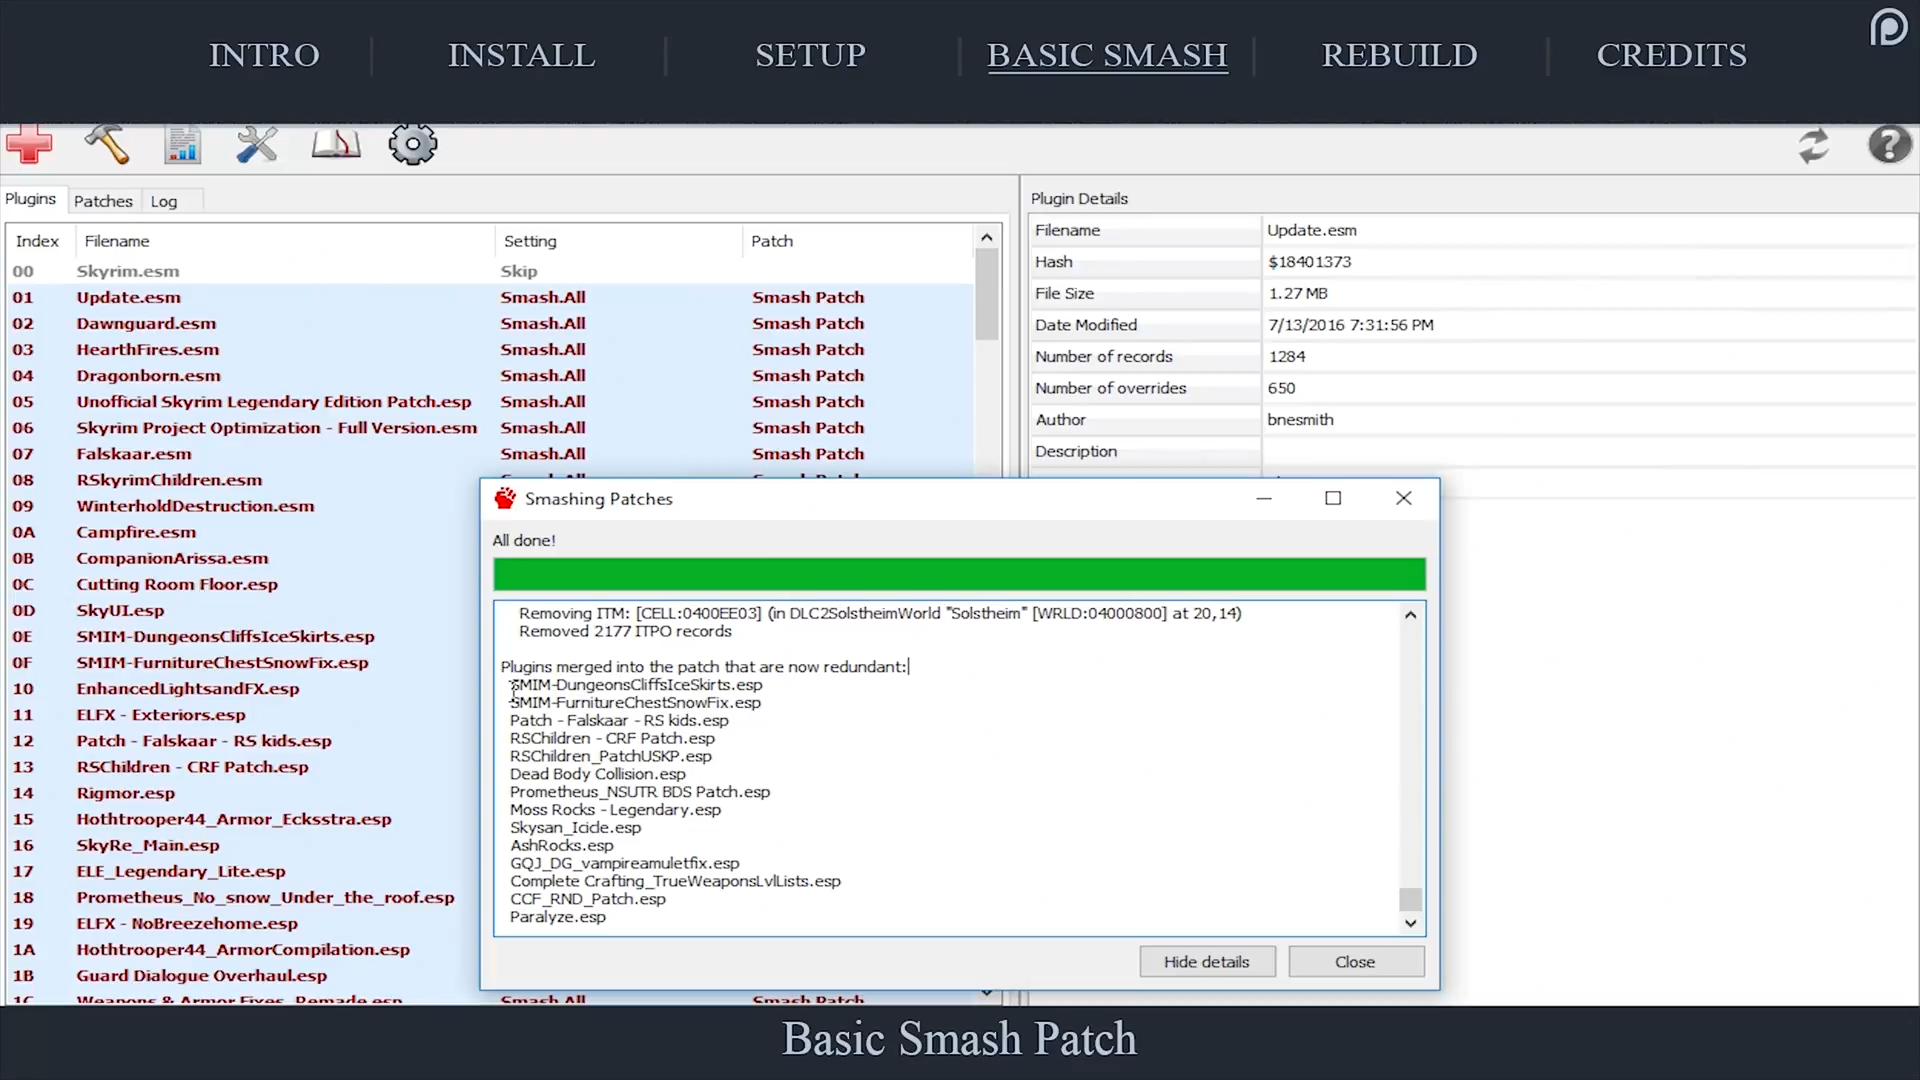 INTRO
INSTALL
SETUP
BASIC SMASH
REBUILD
CREDITS
Plugins
Patches
Log
Index Filename Setting Patch
00 Skyrim.esm Skip
01 Update.esm Smash.All Smash Patch
02 Dawnguard.esm Smash.All Smash Patch
03 HearthFires.esm Smash.All Smash Patch
04 Dragonborn.esm Smash.All Smash Patch
05 Unofficial Skyrim Legendary Edition Patch.esp Smash.All Smash Patch
06 Skyrim Project Optimization - Full Version.esm Smash.All Smash Patch
07 Falskaar.esm Smash.All Smash Patch
08 RSkyrimChildren.esm
09 WinterholdDestruction.esm
0A Campfire.esm
0B CompanionArissa.esm
0C Cutting Room Floor.esp
0D SkyUI.esp
0E SMIM-DungeonsCliffsIceSkirts.esp
0F SMIM-FurnitureChestSnowFix.esp
10 EnhancedLightsandFX.esp
11 ELFX - Exteriors.esp
12 Patch - Falskaar - RS kids.esp
13 RSChildren - CRF Patch.esp
14 Rigmor.esp
15 Hothtrooper44_Armor_Ecksstra.esp
16 SkyRe_Main.esp
17 ELE_Legendary_Lite.esp
18 Prometheus_No_snow_Under_the_roof.esp
19 ELFX - NoBreezehome.esp
1A Hothtrooper44_ArmorCompilation.esp
1B Guard Dialogue Overhaul.esp
1C Weapons & Armor Fixes_Remade.esp Smash.All Smash Patch
Plugin Details
Filename Update.esm
Hash $18401373
File Size 1.27 MB
Date Modified 7/13/2016 7:31:56 PM
Number of records 1284
Number of overrides 650
Author bnesmith
Description
Smashing Patches
All done!
Removing ITM: [CELL:0400EE03] (in DLC2SolstheimWorld "Solstheim" [WRLD:04000800] at 20,14)
Removed 2177 ITPO records
Plugins merged into the patch that are now redundant:
SMIM-DungeonsCliffsIceSkirts.esp
SMIM-FurnitureChestSnowFix.esp
Patch - Falskaar - RS kids.esp
RSChildren - CRF Patch.esp
RSChildren_PatchUSKP.esp
Dead Body Collision.esp
Prometheus_NSUTR BDS Patch.esp
Moss Rocks - Legendary.esp
Skysan_Icicle.esp
AshRocks.esp
GQJ_DG_vampireamuletfix.esp
Complete Crafting_TrueWeaponsLvlLists.esp
CCF_RND_Patch.esp
Paralyze.esp
Hide details
Close
Basic Smash Patch